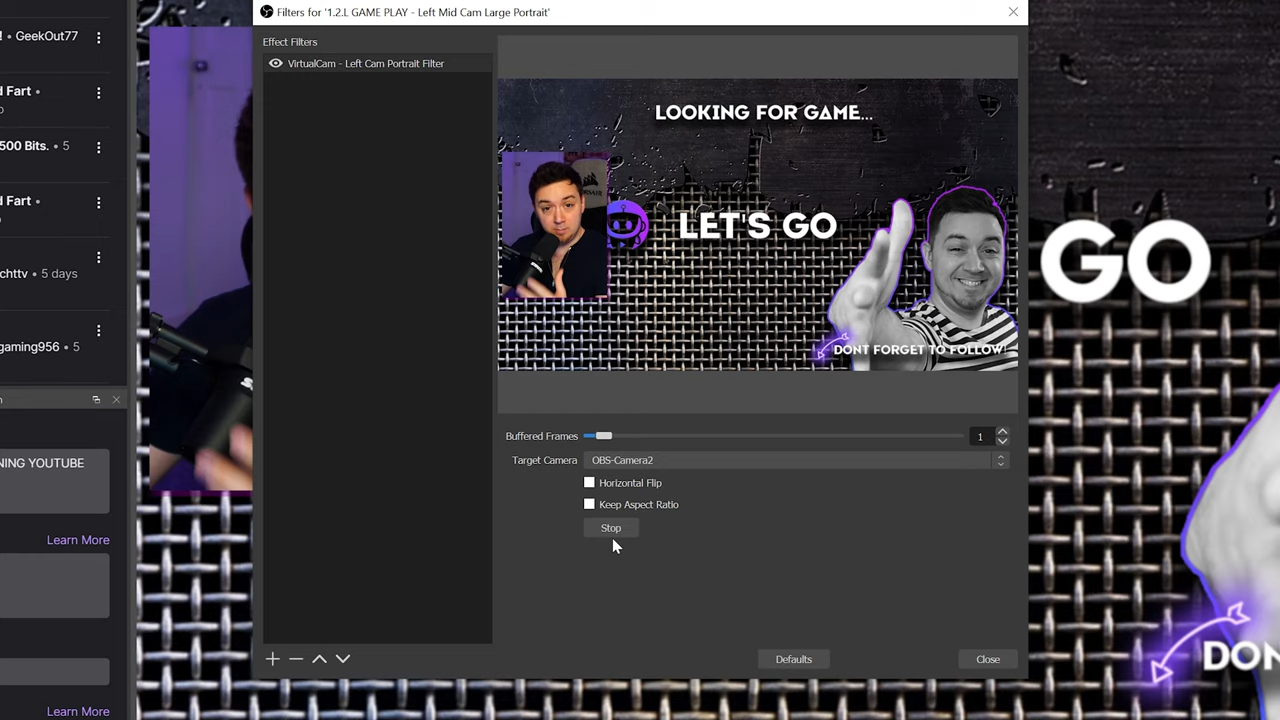 Filters for '1.2.L GAME PLAY - Left Mid Cam Large Portrait'
! • GeekOut77
d Fart •
500 Bits. • 5
d Fart •
chttv • 5 days
gaming956 • 5
NING YOUTUBE
Learn More
Learn More
Effect Filters
VirtualCam - Left Cam Portrait Filter
LOOKING FOR GAME...
LET'S GO
DONT FORGET TO FOLLOW!
Buffered Frames
1
Target Camera
OBS-Camera2
Horizontal Flip
Keep Aspect Ratio
Stop
Defaults
Close
GO
DON